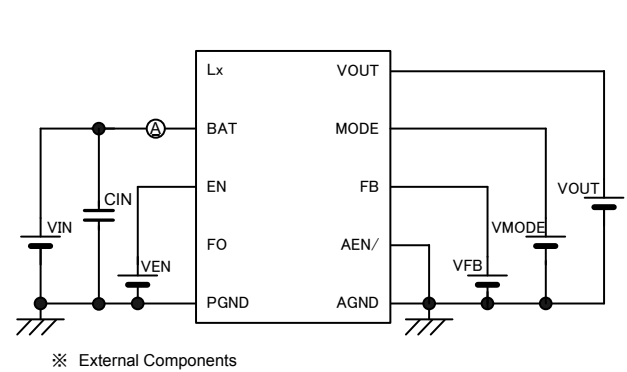 Lx VOUT
BAT MODE
EN FB
FO AEN/
PGND AGND
A
CIN
VIN
VEN
VOUT
VMODE
VFB
※ External Components